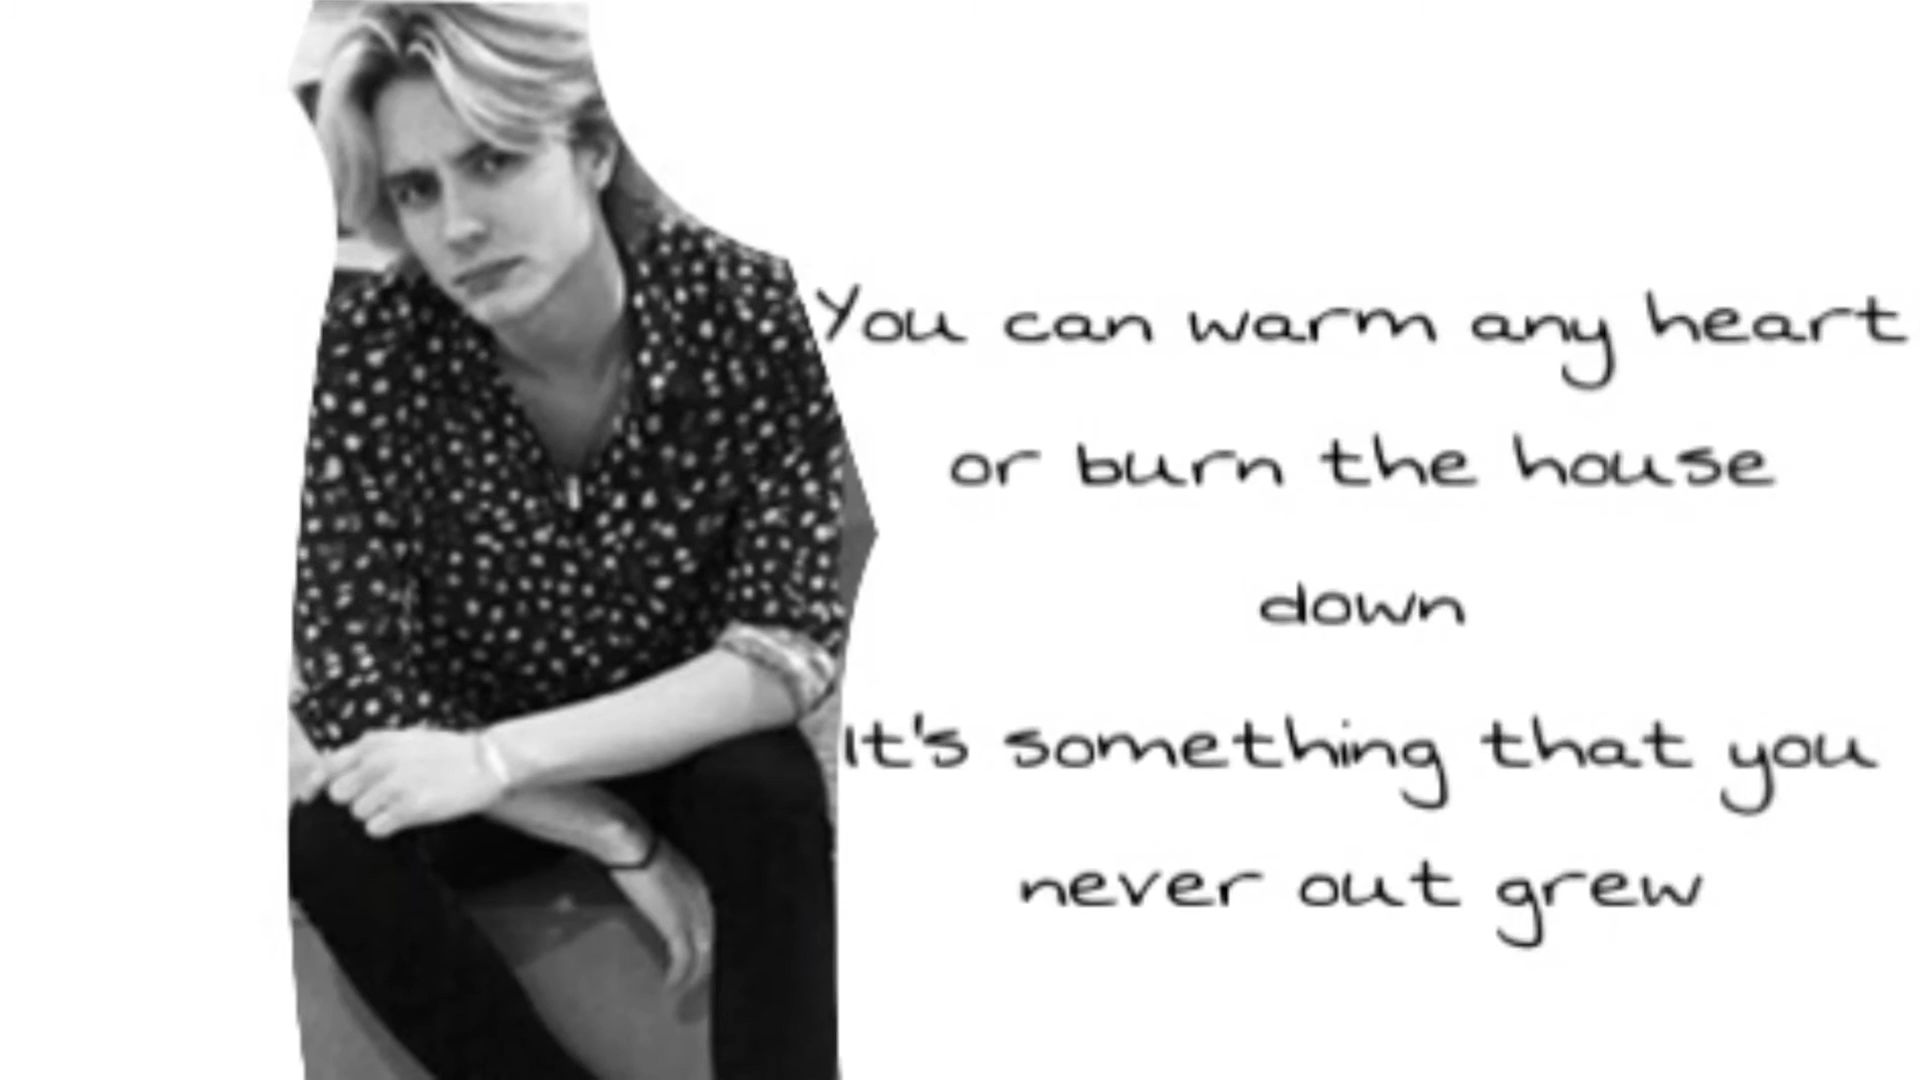 You can warm any heart
or burn the house
down
It's something that you
never out grew